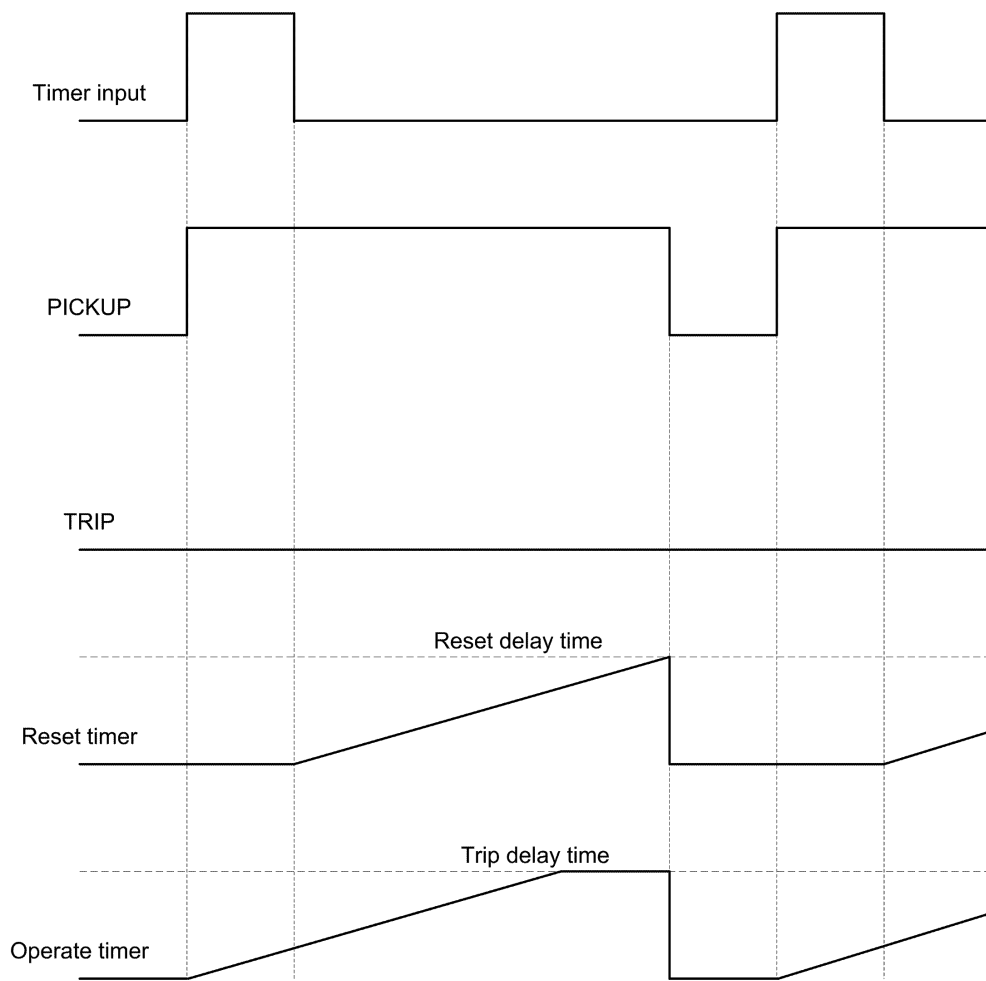 Timer input
PICKUP
TRIP
Reset delay time
Reset timer
Trip delay time
Operate timer